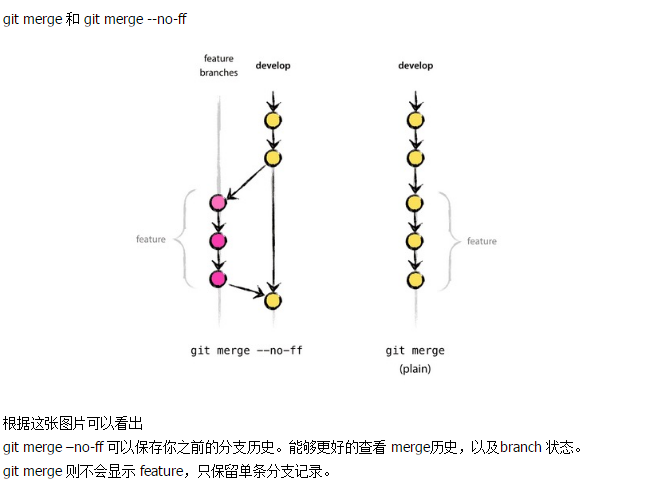 git merge 和 git merge --no-ff
feature
branches
develop
develop
feature
feature
git merge --no-ff
git merge
(plain)
根据这张图片可以看出
git merge –no-ff 可以保存你之前的分支历史。能够更好的查看 merge历史，以及branch 状态。
git merge 则不会显示 feature，只保留单条分支记录。